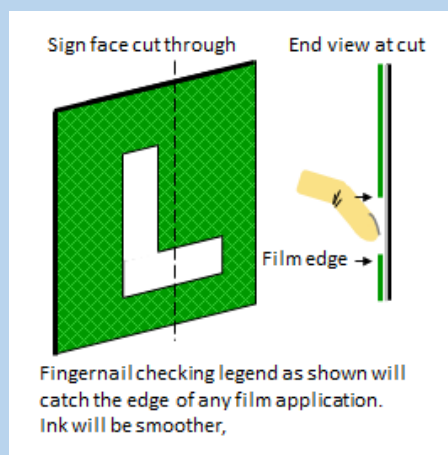 Sign face cut through
End view at cut
L
Film edge
Fingernail checking legend as shown will
catch the edge of any film application.
Ink will be smoother,